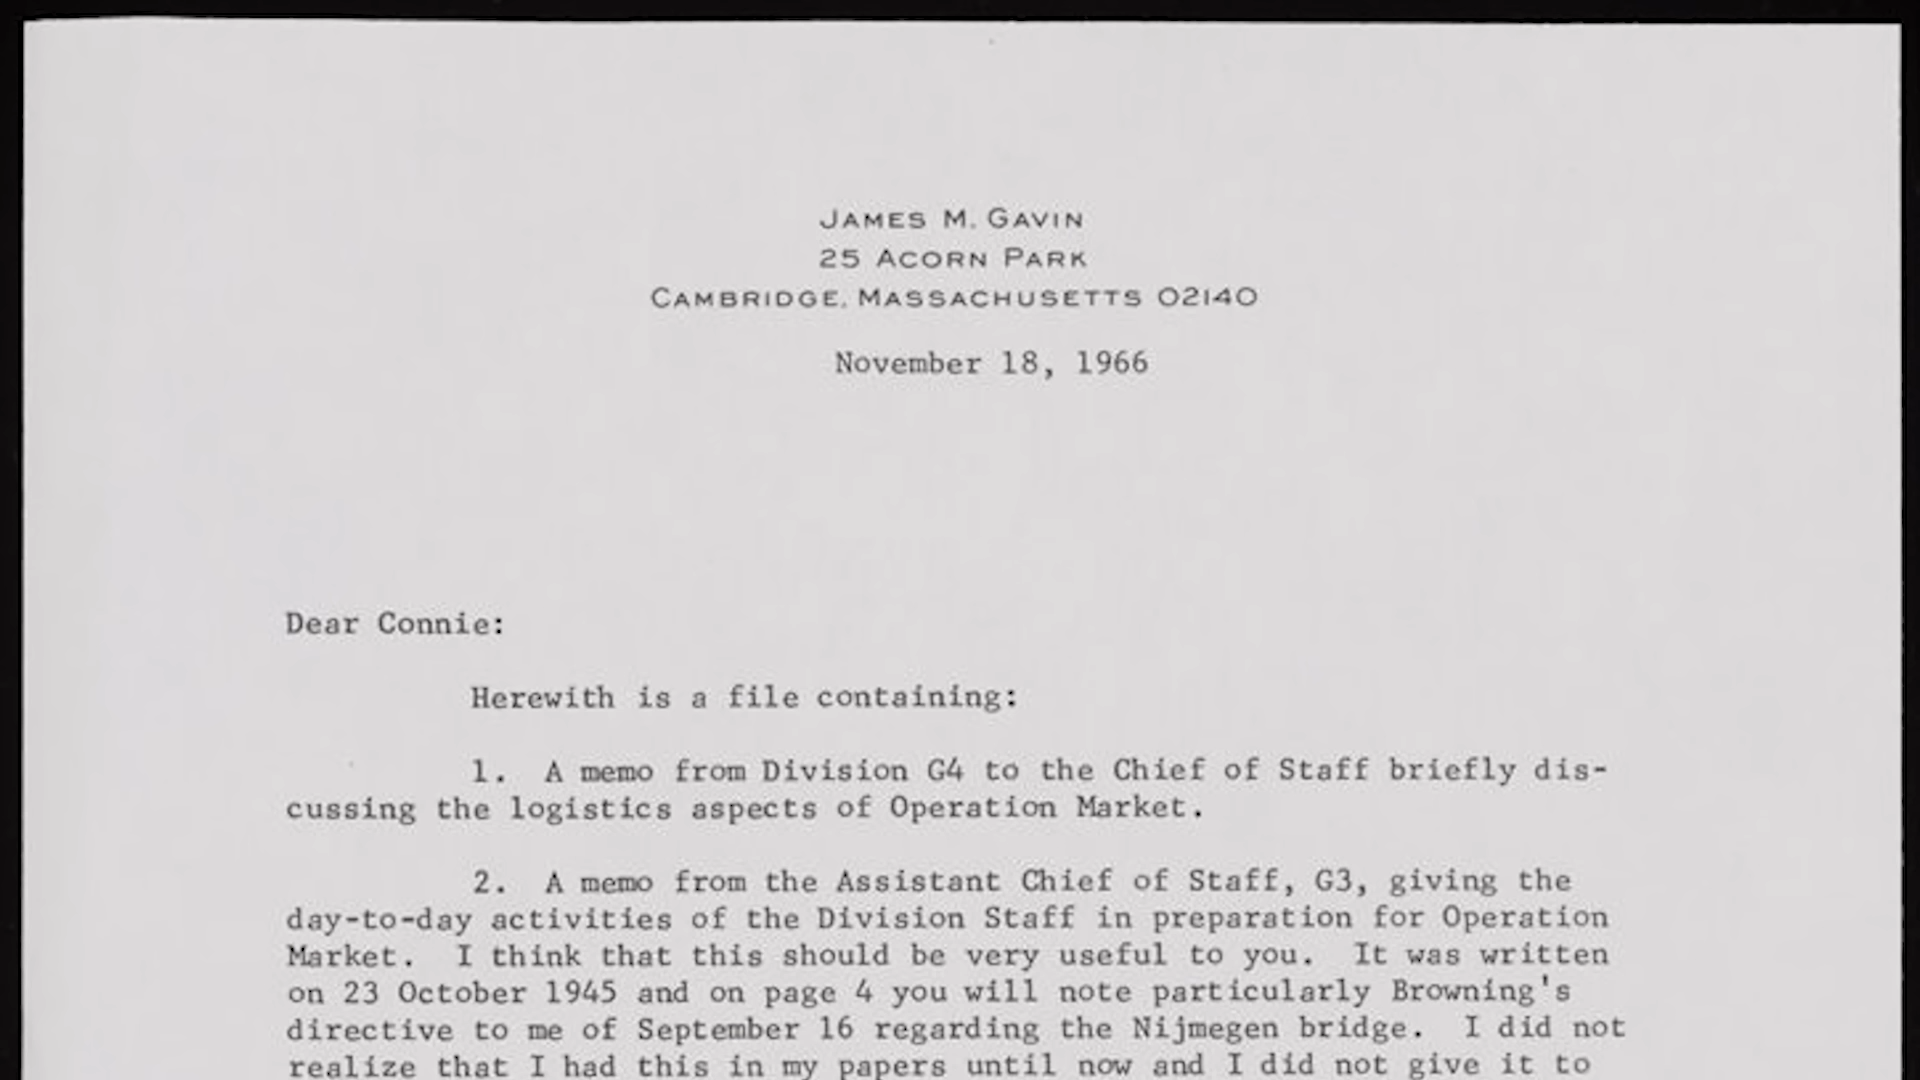 JAMES M. GAVIN
25 ACORN PARK
CAMBRIDGE, MASSACHUSETTS 02140
November 18, 1966
Dear Connie:
Herewith is a file containing:
1. A memo from Division G4 to the Chief of Staff briefly dis-
cussing the logistics aspects of Operation Market.
2. A memo from the Assistant Chief of Staff, G3, giving the
day-to-day activities of the Division Staff in preparation for Operation
Market. I think that this should be very useful to you. It was written
on 23 October 1945 and on page 4 you will note particularly Browning's
directive to me of September 16 regarding the Nijmegen bridge. I did not
realize that I had this in my papers until now and I did not give it to